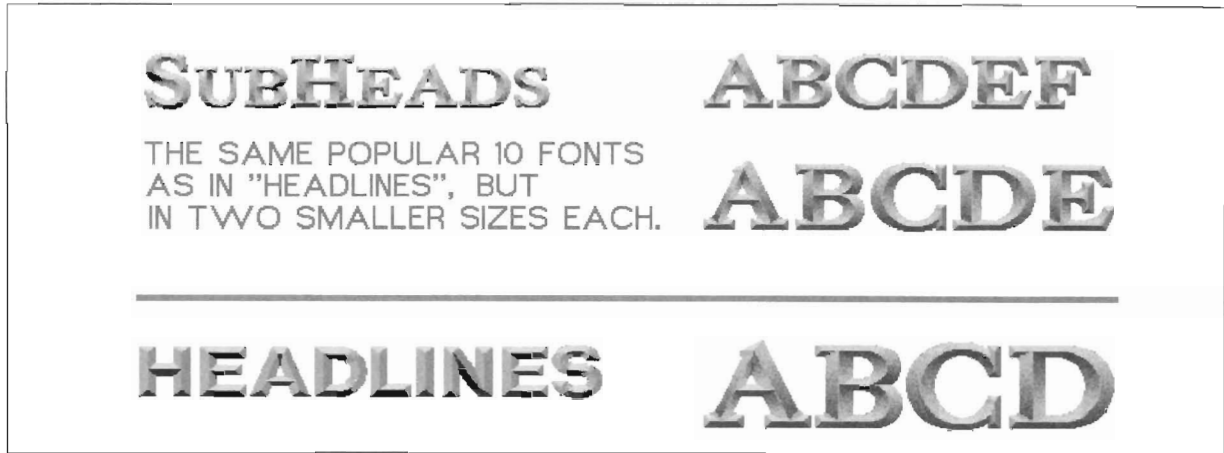 SUBHEADS
THE SAME POPULAR 10 FONTS
AS IN "HEADLINES", BUT
IN TWO SMALLER SIZES EACH.
ABCDEF
ABCDE
HEADLINES
ABCD